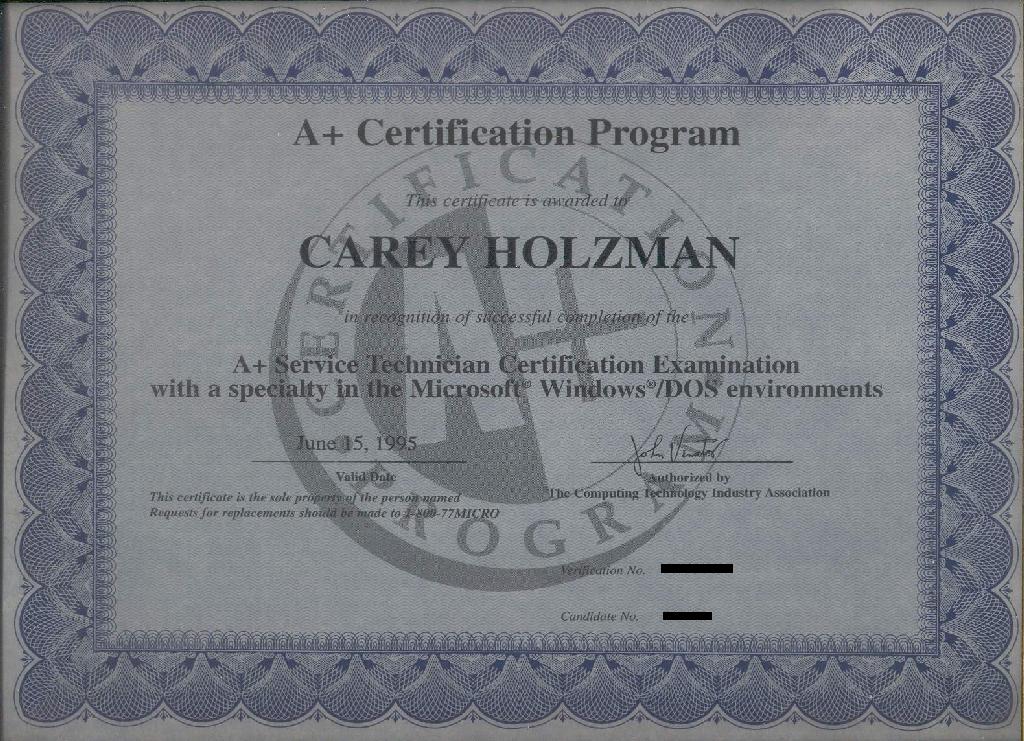 A+ Certification Program
This certificate is awarded to
CAREY HOLZMAN
in recognition of successful completion of the
A+ Service Technician Certification Examination
with a specialty in the Microsoft® Windows®/DOS environments
June 15, 1995
Valid Date
Authorized by
The Computing Technology Industry Association
This certificate is the sole property of the person named
Requests for replacements should be made to 1-800-77MICRO
Verification No.
Candidate No.
CERTIFICATION PROGRAM
A+